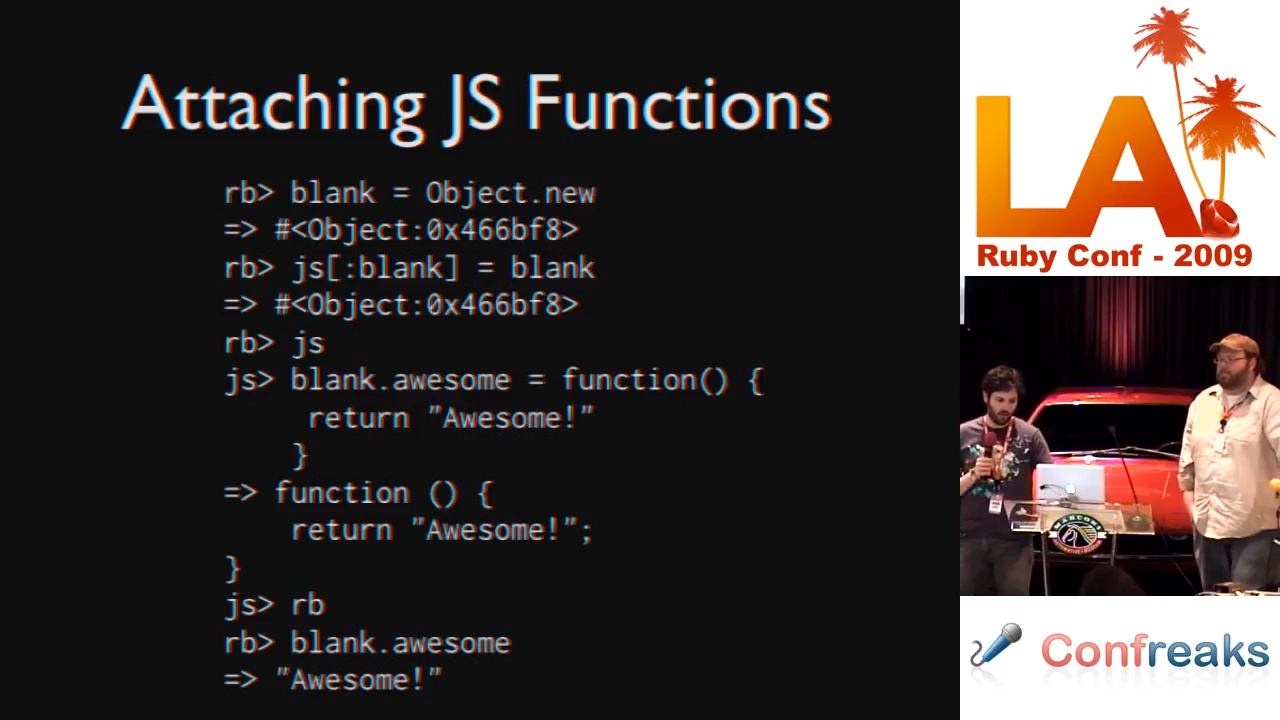 Attaching JS Functions
rb> blank = Object.new
=> #<Object:0x466bf8>
rb> js[:blank] = blank
=> #<Object:0x466bf8>
rb> js
js> blank.awesome = function() {
return "Awesome!"
}
=> function () {
return "Awesome!";
}
js> rb
rb> blank.awesome
=> "Awesome!"
LA
Ruby Conf - 2009
MARCONI
Confreaks